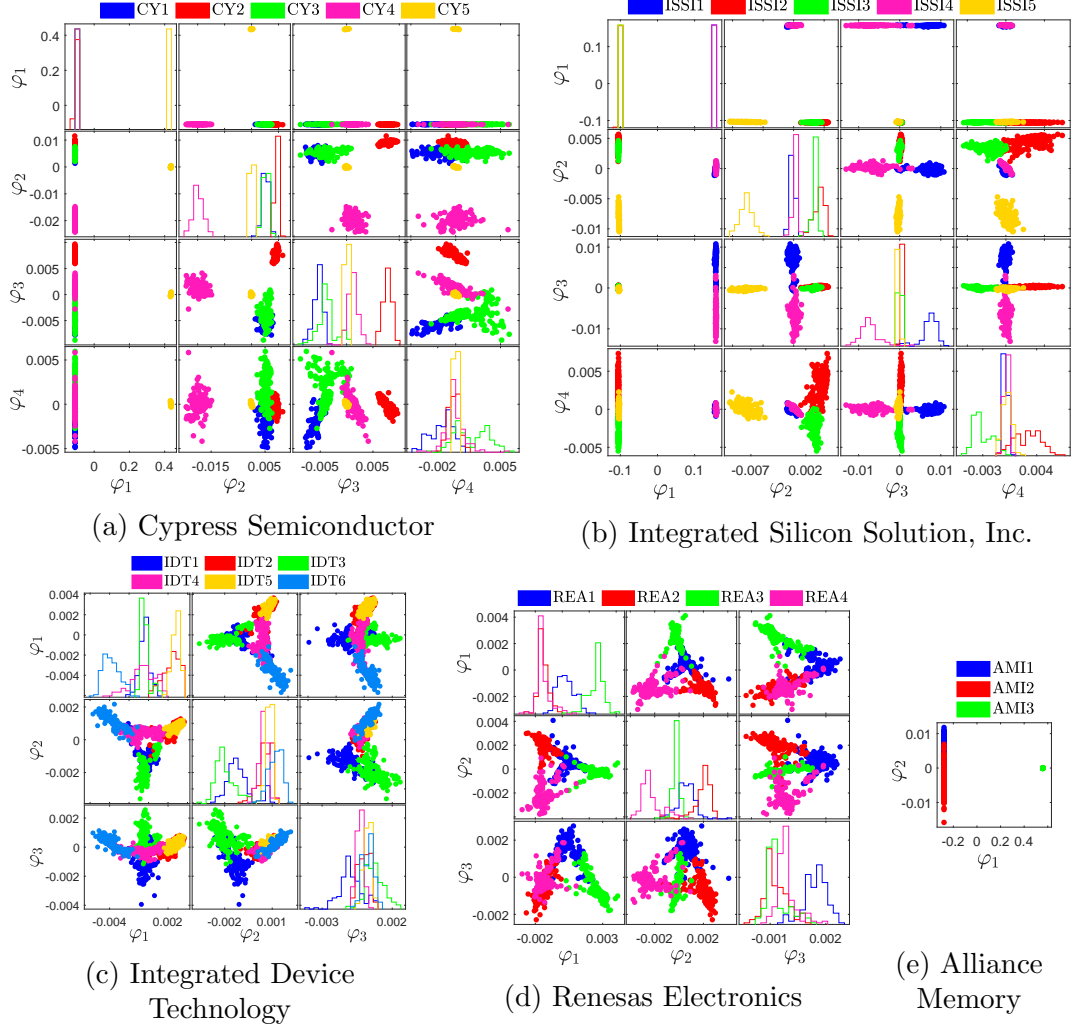 CY1 CY2 CY3 CY4 CY5
φ1 0.4 0.2 0
φ2 0.01 0 -0.01 -0.02
φ3 0.005 0 -0.005
φ4 0.005 0 -0.005
0 0.2 0.4 -0.015 0.005 -0.005 0.005 -0.002 0.005
φ1 φ2 φ3 φ4
(a) Cypress Semiconductor
ISSI1 ISSI2 ISSI3 ISSI4 ISSI5
φ1 0.1 0 -0.1
φ2 0.005 0 -0.005 -0.01
φ3 0.01 0 -0.01
φ4 0.005 0 -0.005
-0.1 0 0.1 -0.007 0.002 -0.01 0 0.01 -0.003 0.004
φ1 φ2 φ3 φ4
(b) Integrated Silicon Solution, Inc.
IDT1 IDT2 IDT3
IDT4 IDT5 IDT6
φ1 0.004 0.002 0 -0.002 -0.004
φ2 0.002 0 -0.002
φ3 0.002 0 -0.002 -0.004
-0.004 0.002 -0.002 0.001 -0.003 0.002
φ1 φ2 φ3
(c) Integrated Device
Technology
REA1 REA2 REA3 REA4
φ1 0.004 0.002 0 -0.002
φ2 0.004 0.002 0 -0.002
φ3 0.002 0 -0.002
-0.002 0.003 -0.002 0.002 -0.001 0.002
φ1 φ2 φ3
(d) Renesas Electronics
AMI1
AMI2
AMI3
φ2 0.01 0 -0.01
-0.2 0 0.2 0.4
φ1
(e) Alliance
Memory